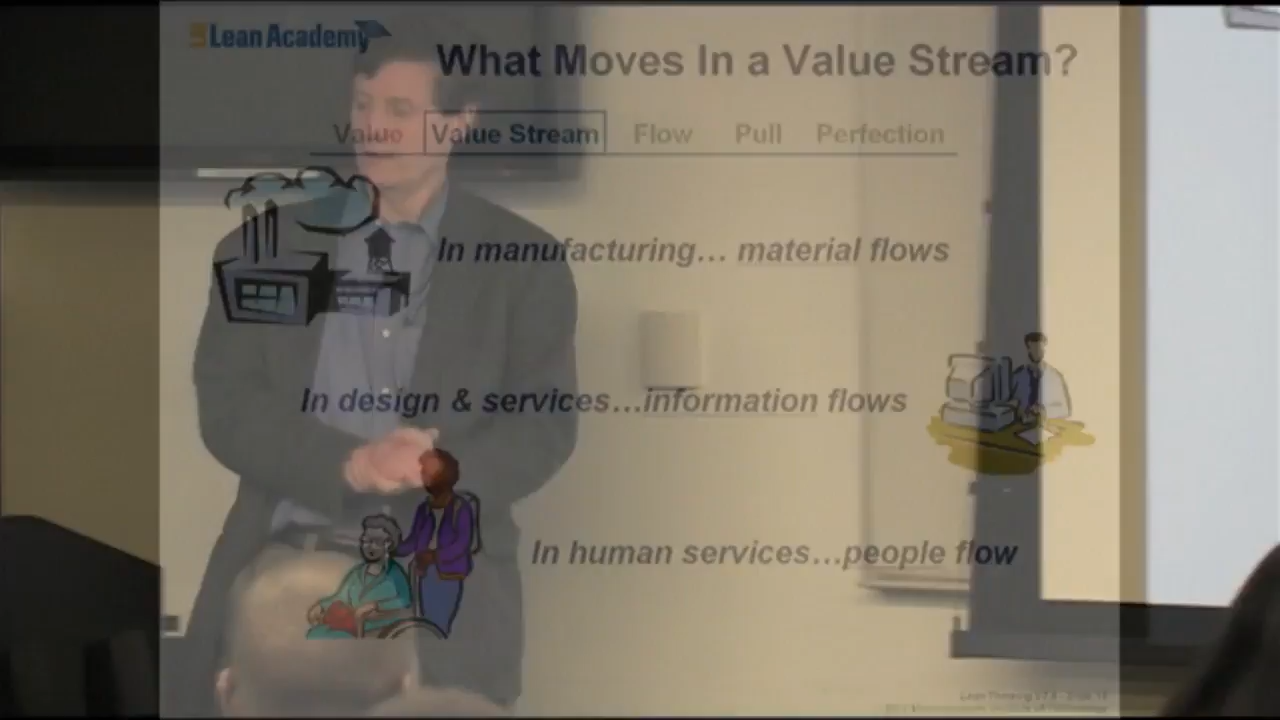 Lean Academy
What Moves In a Value Stream?
Value Value Stream Flow Pull Perfection
In manufacturing… material flows
In design & services…information flows
In human services…people flow